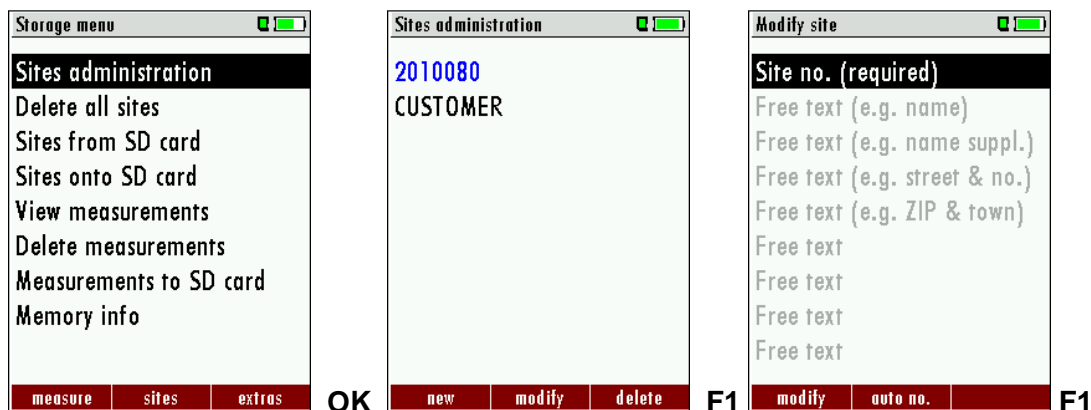 Storage menu
Sites administration
Delete all sites
Sites from SD card
Sites onto SD card
View measurements
Delete measurements
Measurements to SD card
Memory info
measure sites extras
OK
Sites administration
2010080
CUSTOMER
new modify delete
F1
Modify site
Site no. (required)
Free text (e.g. name)
Free text (e.g. name suppl.)
Free text (e.g. street & no.)
Free text (e.g. ZIP & town)
Free text
Free text
Free text
Free text
modify auto no.
F1